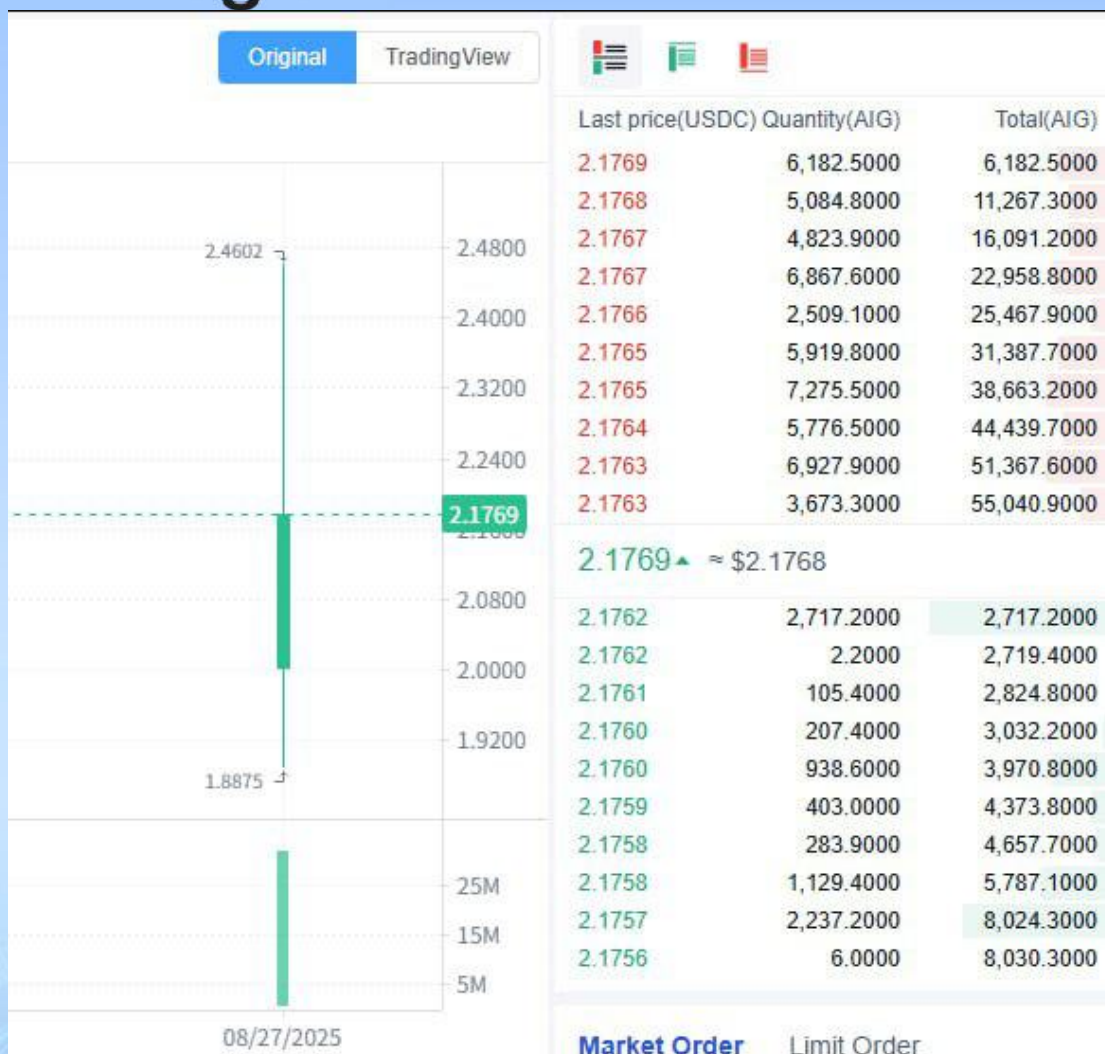 Original TradingView
Last price(USDC) Quantity(AIG) Total(AIG)
2.1769 6,182.5000 6,182.5000
2.1768 5,084.8000 11,267.3000
2.1767 4,823.9000 16,091.2000
2.1767 6,867.6000 22,958.8000
2.1766 2,509.1000 25,467.9000
2.1765 5,919.8000 31,387.7000
2.1765 7,275.5000 38,663.2000
2.1764 5,776.5000 44,439.7000
2.1763 6,927.9000 51,367.6000
2.1763 3,673.3000 55,040.9000
2.1769 ≈ $2.1768
2.1762 2,717.2000 2,717.2000
2.1762 2.2000 2,719.4000
2.1761 105.4000 2,824.8000
2.1760 207.4000 3,032.2000
2.1760 938.6000 3,970.8000
2.1759 403.0000 4,373.8000
2.1758 283.9000 4,657.7000
2.1758 1,129.4000 5,787.1000
2.1757 2,237.2000 8,024.3000
2.1756 6.0000 8,030.3000
Market Order Limit Order
2.4602
2.4800
2.4000
2.3200
2.2400
2.1769
2.0800
2.0000
1.9200
1.8875
25M
15M
5M
08/27/2025